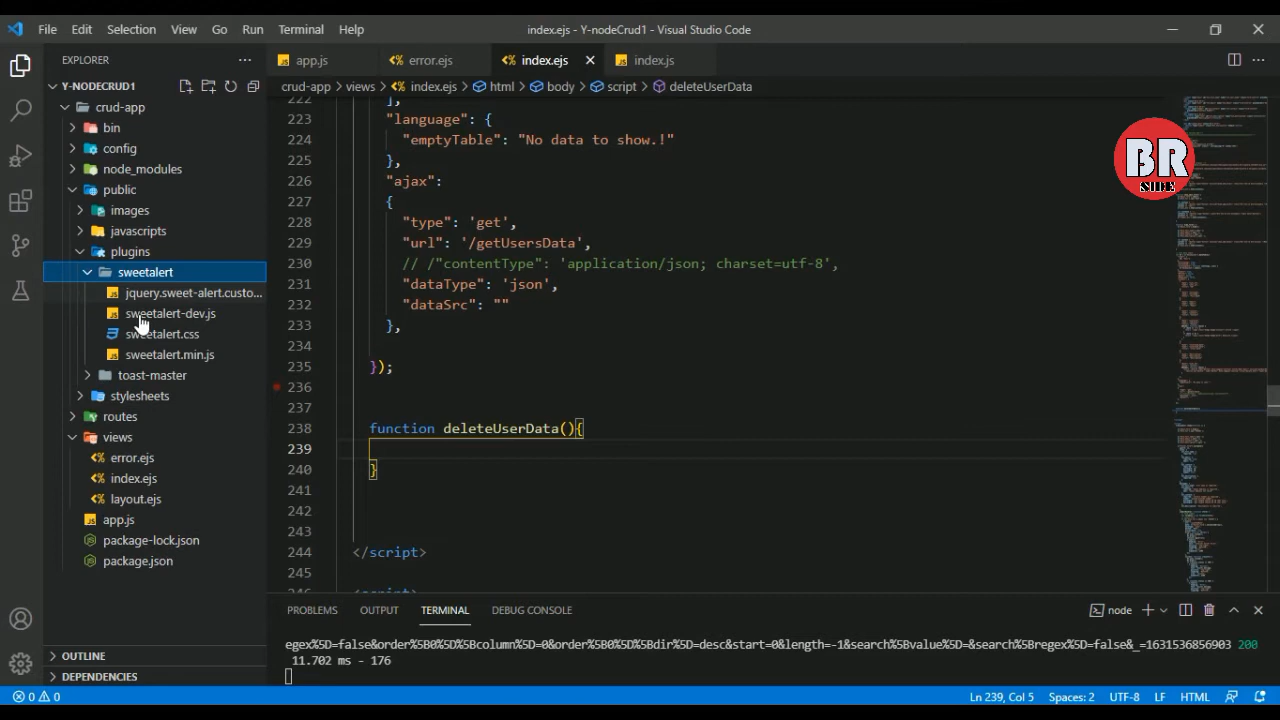 File Edit Selection View Go Run Terminal Help
index.ejs - Y-nodeCrud1 - Visual Studio Code
EXPLORER
app.js
error.ejs
index.ejs
index.js
Y-NODECRUD1
crud-app > views > index.ejs > html > body > script > deleteUserData
crud-app
bin
config
node_modules
public
images
javascripts
plugins
sweetalert
jquery.sweet-alert.custo...
sweetalert-dev.js
sweetalert.css
sweetalert.min.js
toast-master
stylesheets
routes
views
error.ejs
index.ejs
layout.ejs
app.js
package-lock.json
package.json
OUTLINE
DEPENDENCIES
222 ],
223 "language": {
224 "emptyTable": "No data to show.!"
225 },
226 "ajax":
227 {
228 "type": 'get',
229 "url": '/getUsersData',
230 // /"contentType": 'application/json; charset=utf-8',
231 "dataType": 'json',
232 "dataSrc": ""
233 },
234
235 });
236
237
238 function deleteUserData(){
239
240 }
241
242
243
244 </script>
245
246 <script>
BR
SIDE
PROBLEMS OUTPUT TERMINAL DEBUG CONSOLE
node
egex%5D=false&order%5B0%5D%5Bcolumn%5D=0&order%5B0%5D%5Bdir%5D=desc&start=0&length=-1&search%5Bvalue%5D=&search%5Bregex%5D=false&_=1631536856903 200
11.702 ms - 176
0 0
Ln 239, Col 5 Spaces: 2 UTF-8 LF HTML